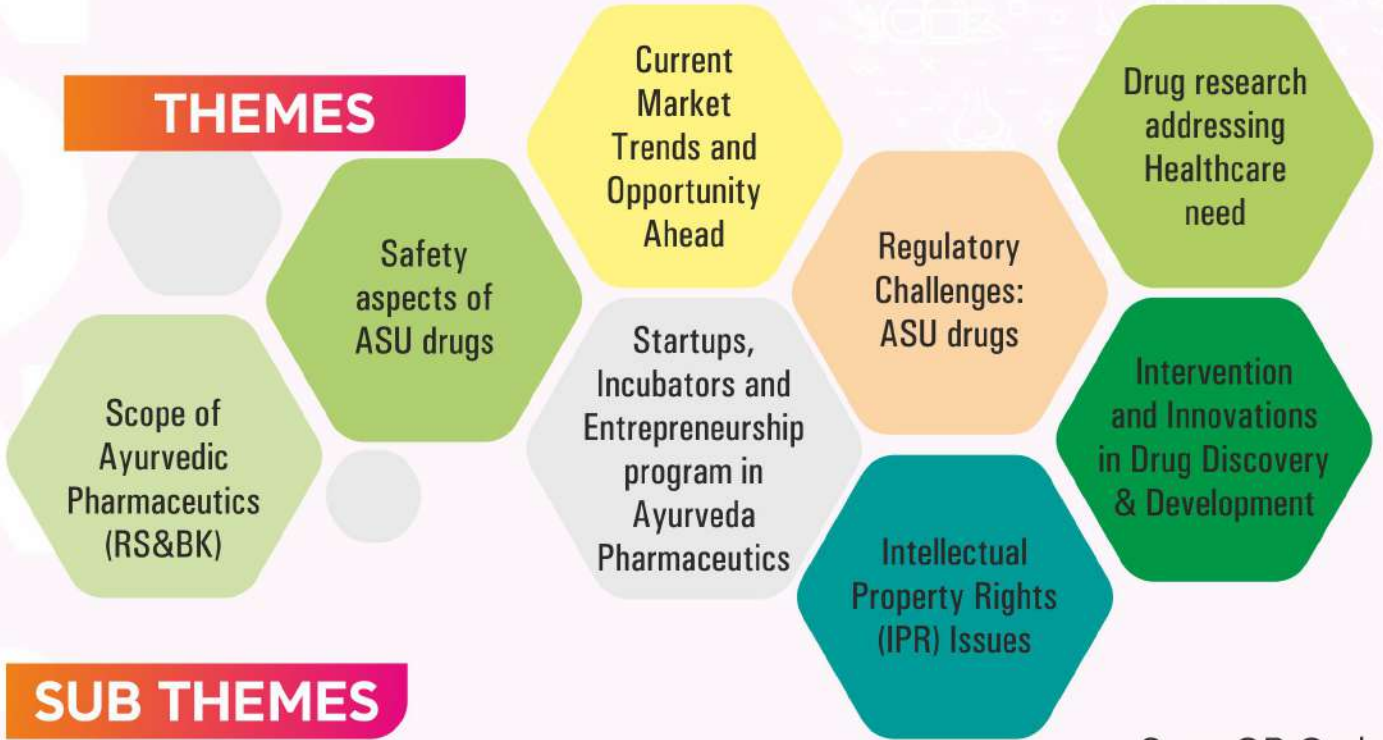 THEMES
Current
Market
Trends and
Opportunity
Ahead
Drug research
addressing
Healthcare
need
Safety
aspects of
ASU drugs
Regulatory
Challenges:
ASU drugs
Scope of
Ayurvedic
Pharmaceutics
(RS&BK)
Startups,
Incubators and
Entrepreneurship
program in
Ayurveda
Pharmaceutics
Intervention
and Innovations
in Drug Discovery
& Development
Intellectual
Property Rights
(IPR) Issues
SUB THEMES